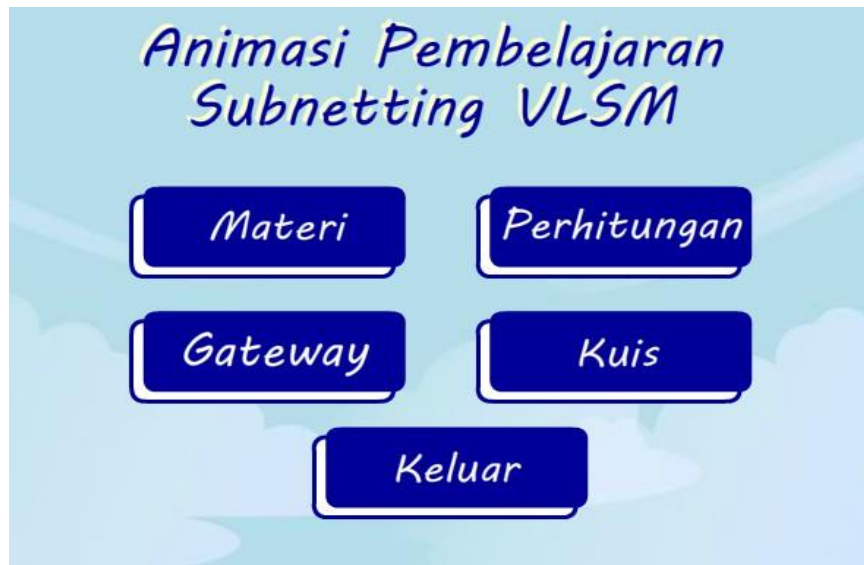 Animasi Pembelajaran
Subnetting VLSM
Materi
Perhitungan
Gateway
Kuis
Keluar